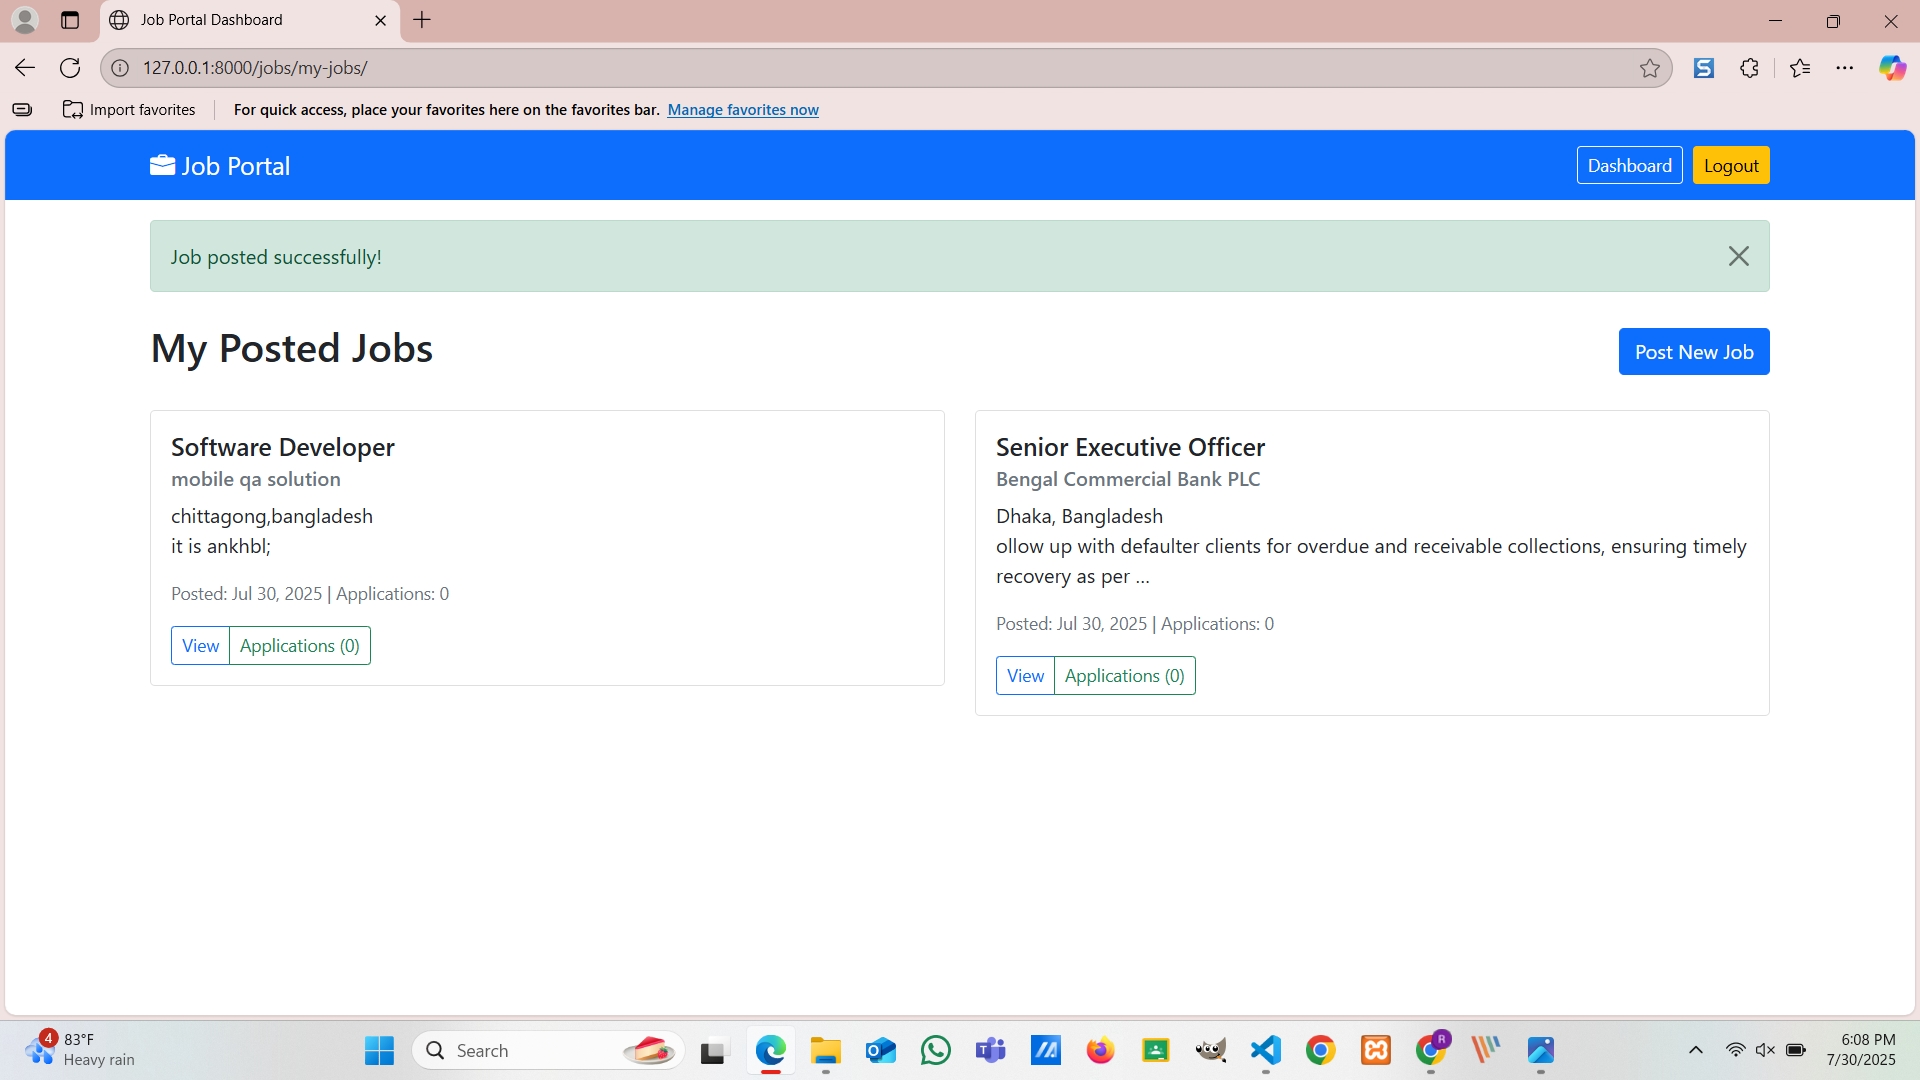 Job Portal Dashboard
127.0.0.1:8000/jobs/my-jobs/
Import favorites
For quick access, place your favorites here on the favorites bar. Manage favorites now
Job Portal
Dashboard
Logout
Job posted successfully!
My Posted Jobs
Post New Job
Software Developer
mobile qa solution
chittagong,bangladesh
it is ankhbl;
Posted: Jul 30, 2025 | Applications: 0
View
Applications (0)
Senior Executive Officer
Bengal Commercial Bank PLC
Dhaka, Bangladesh
ollow up with defaulter clients for overdue and receivable collections, ensuring timely
recovery as per ...
Posted: Jul 30, 2025 | Applications: 0
View
Applications (0)
4
83°F
Heavy rain
Search
R
6:08 PM
7/30/2025